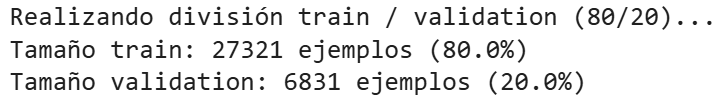 Realizando división train / validation (80/20)...
Tamaño train: 27321 ejemplos (80.0%)
Tamaño validation: 6831 ejemplos (20.0%)